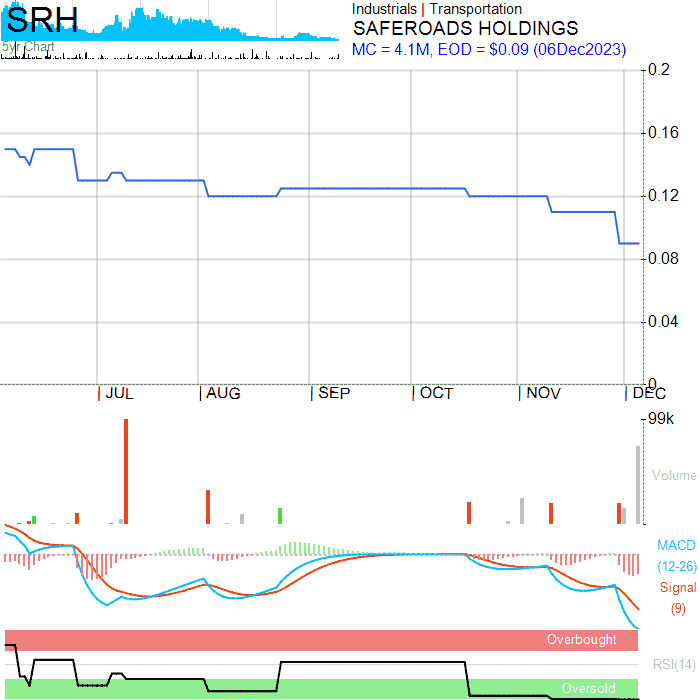 SRH
5yr Chart
Industrials | Transportation
SAFEROADS HOLDINGS
MC = 4.1M, EOD = $0.09 (06Dec2023)
0.2
0.16
0.12
0.08
0.04
0
JUL AUG SEP OCT NOV DEC
99k
Volume
MACD
(12-26)
Signal
(9)
Overbought
RSI(14)
Oversold